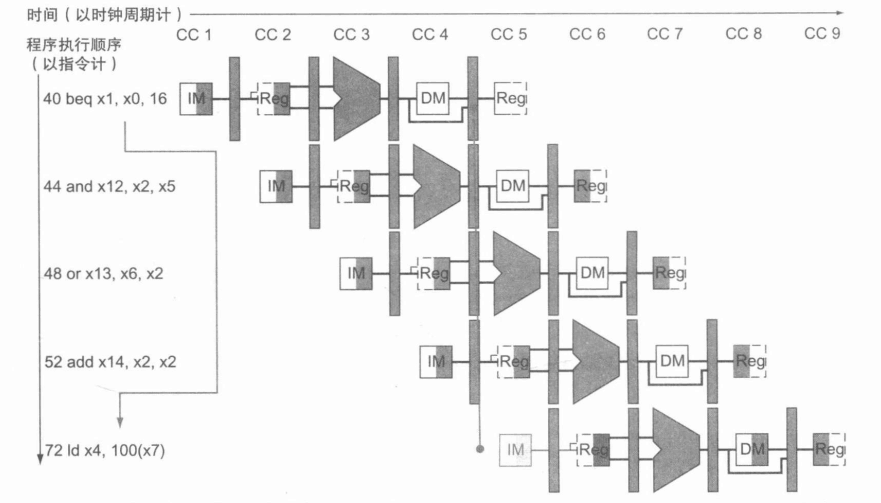 时间（以时钟周期计）
CC 1 CC 2 CC 3 CC 4 CC 5 CC 6 CC 7 CC 8 CC 9
程序执行顺序
（以指令计）
40 beq x1, x0, 16 IM Reg DM Reg
44 and x12, x2, x5 IM Reg DM Reg
48 or x13, x6, x2 IM Reg DM Reg
52 add x14, x2, x2 IM Reg DM Reg
72 ld x4, 100(x7) IM Reg DM Reg